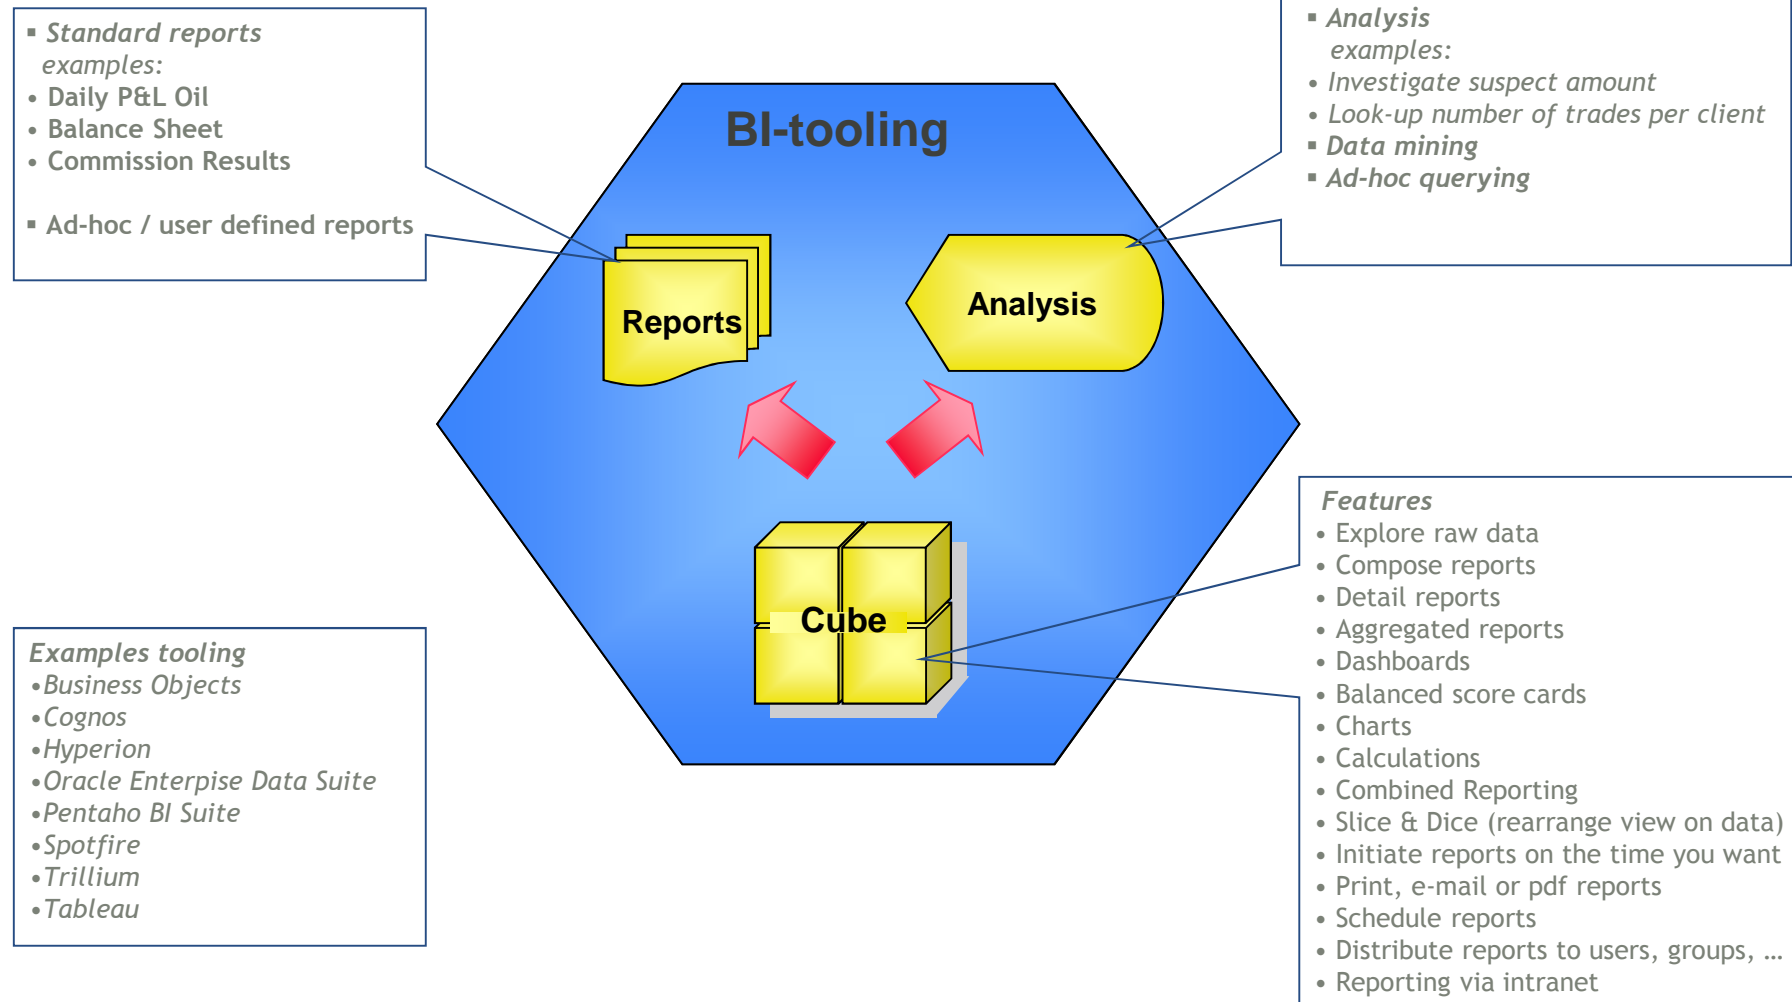 ▪ Standard reports
examples:
• Daily P&L Oil
• Balance Sheet
• Commission Results
▪ Ad-hoc / user defined reports
▪ Analysis
examples:
• Investigate suspect amount
• Look-up number of trades per client
▪ Data mining
▪ Ad-hoc querying
BI-tooling
Reports
Analysis
Cube
Examples tooling
•Business Objects
•Cognos
•Hyperion
•Oracle Enterpise Data Suite
•Pentaho BI Suite
•Spotfire
•Trillium
•Tableau
Features
• Explore raw data
• Compose reports
• Detail reports
• Aggregated reports
• Dashboards
• Balanced score cards
• Charts
• Calculations
• Combined Reporting
• Slice & Dice (rearrange view on data)
• Initiate reports on the time you want
• Print, e-mail or pdf reports
• Schedule reports
• Distribute reports to users, groups, …
• Reporting via intranet